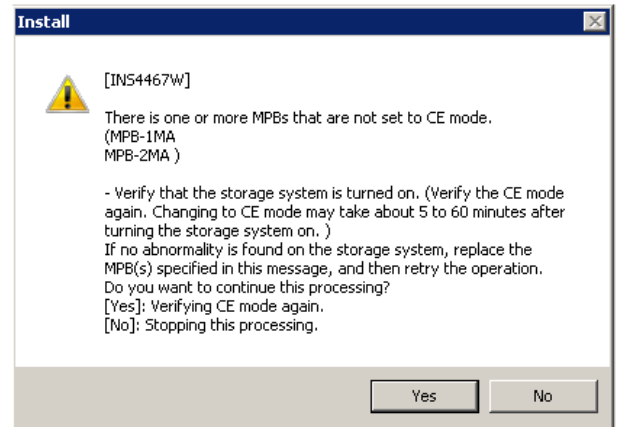 Install
[INS4467W]
There is one or more MPBs that are not set to CE mode.
(MPB-1MA
MPB-2MA )
- Verify that the storage system is turned on. (Verify the CE mode
again. Changing to CE mode may take about 5 to 60 minutes after
turning the storage system on. )
If no abnormality is found on the storage system, replace the
MPB(s) specified in this message, and then retry the operation.
Do you want to continue this processing?
[Yes]: Verifying CE mode again.
[No]: Stopping this processing.
Yes
No